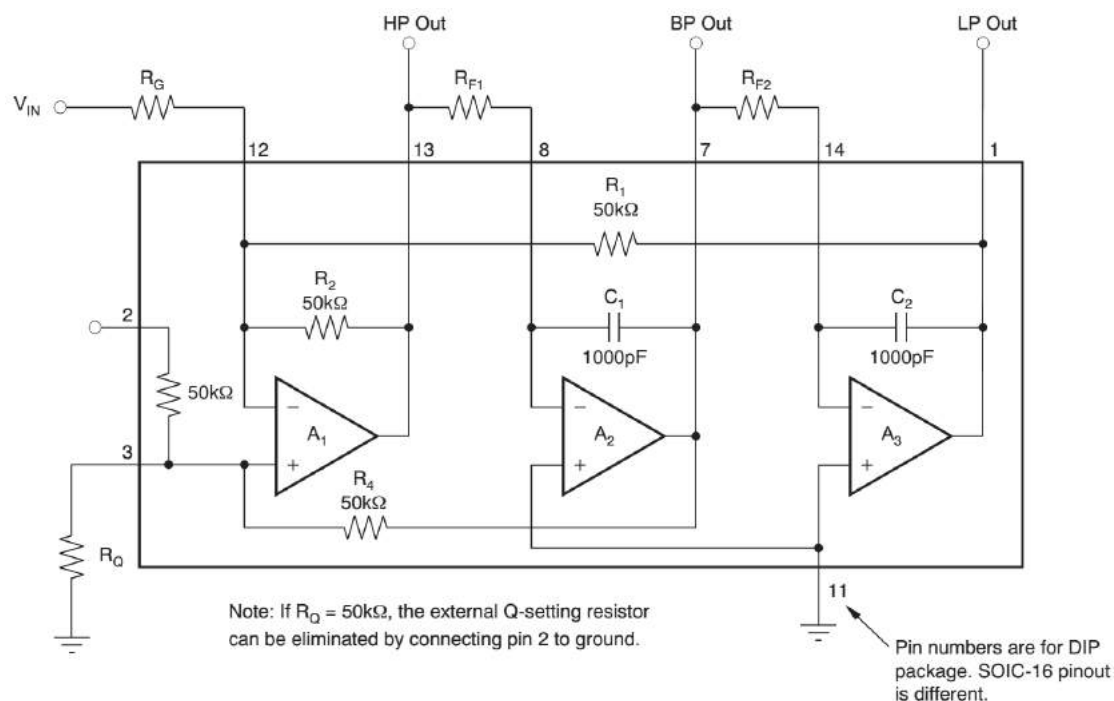 HP Out
BP Out
LP Out
V_IN
R_G
R_F1
R_F2
12
13
8
7
14
1
R_1
50kΩ
R_2
50kΩ
C_1
1000pF
C_2
1000pF
2
50kΩ
3
−
A_1
+
−
A_2
+
−
A_3
+
R_4
50kΩ
R_Q
11
Note: If R_Q = 50kΩ, the external Q-setting resistor
can be eliminated by connecting pin 2 to ground.
Pin numbers are for DIP
package. SOIC-16 pinout
is different.